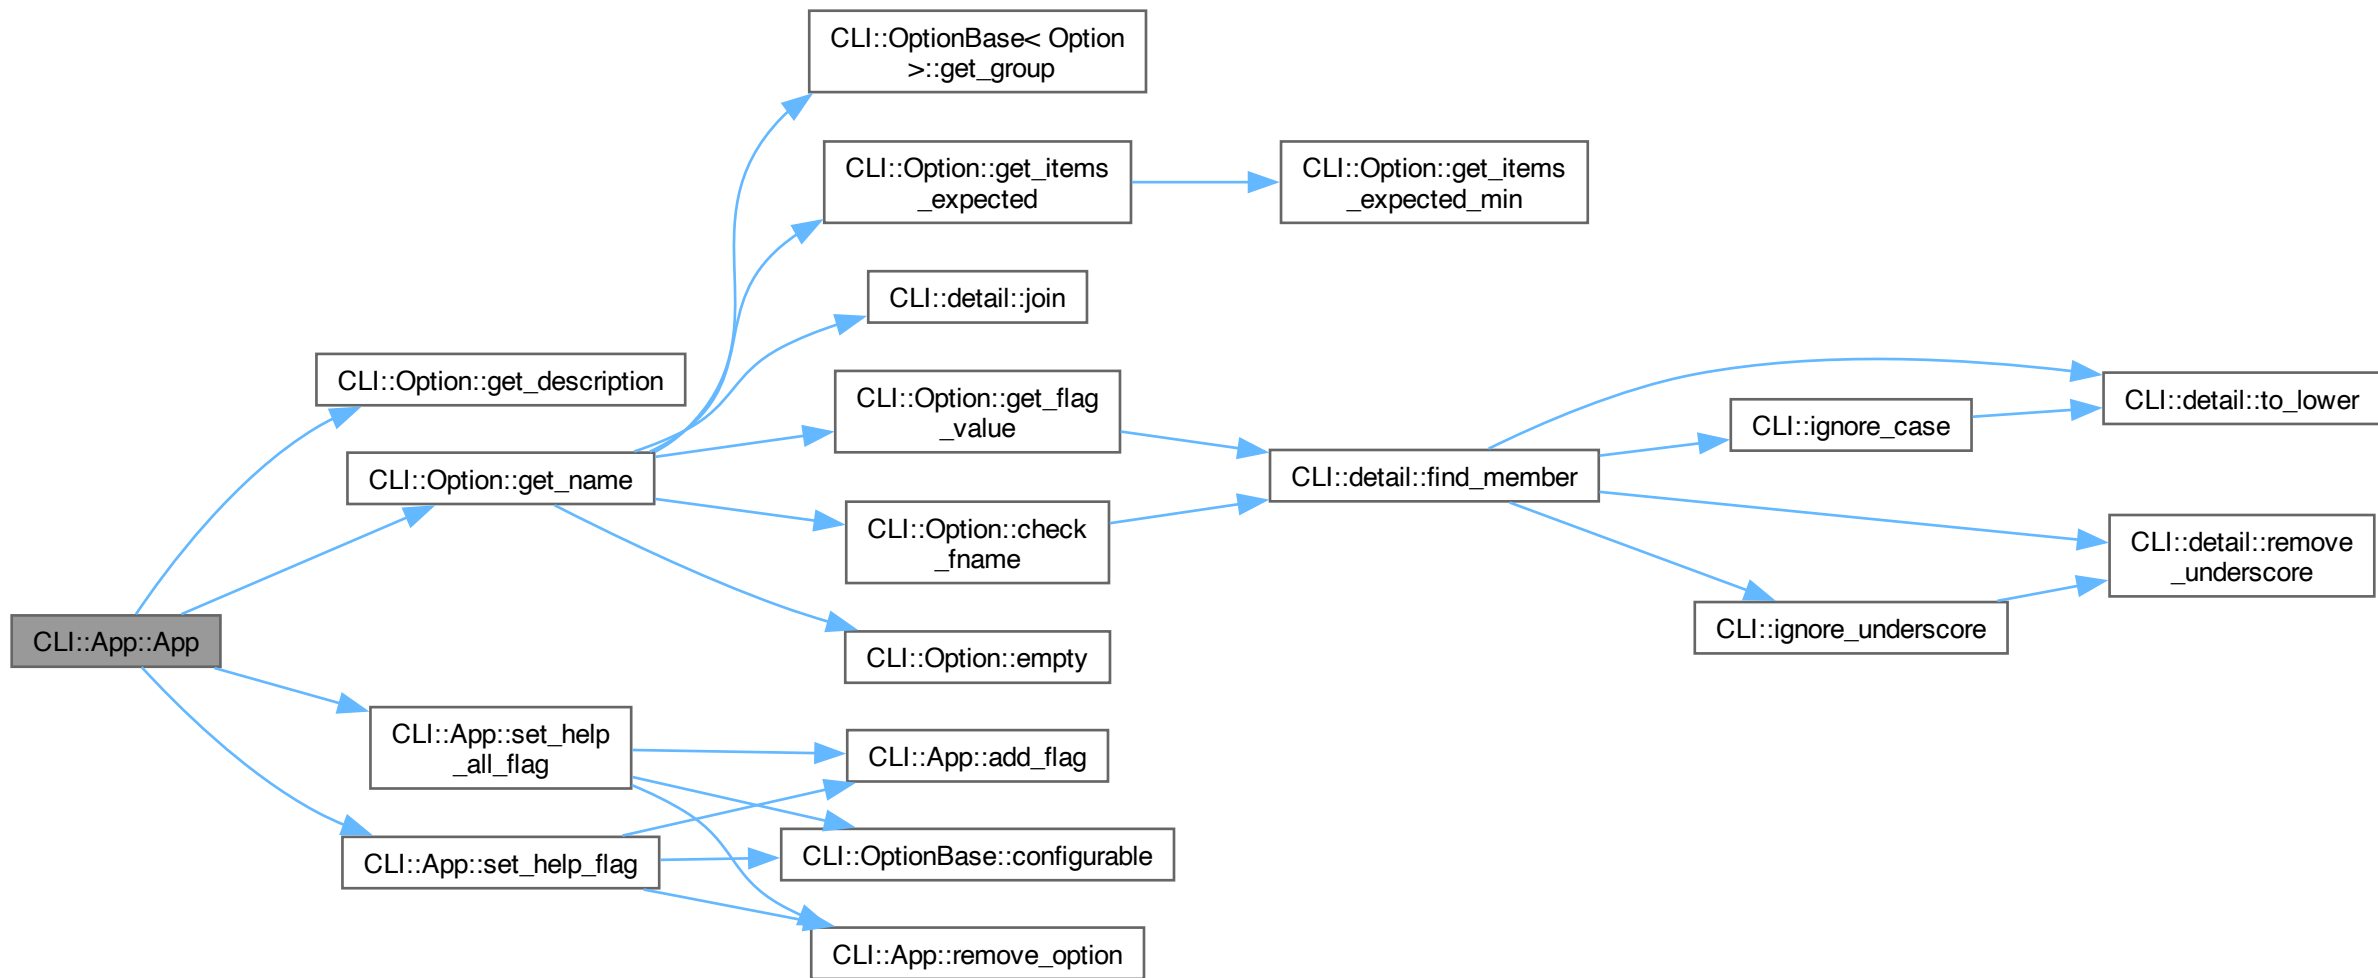 CLI::OptionBase< Option
>::get_group
CLI::Option::get_items
_expected
CLI::Option::get_items
_expected_min
CLI::detail::join
CLI::Option::get_description
CLI::Option::get_flag
_value
CLI::detail::to_lower
CLI::ignore_case
CLI::Option::get_name
CLI::detail::find_member
CLI::Option::check
_fname
CLI::detail::remove
_underscore
CLI::App::App
CLI::ignore_underscore
CLI::Option::empty
CLI::App::set_help
_all_flag
CLI::App::add_flag
CLI::App::set_help_flag
CLI::OptionBase::configurable
CLI::App::remove_option